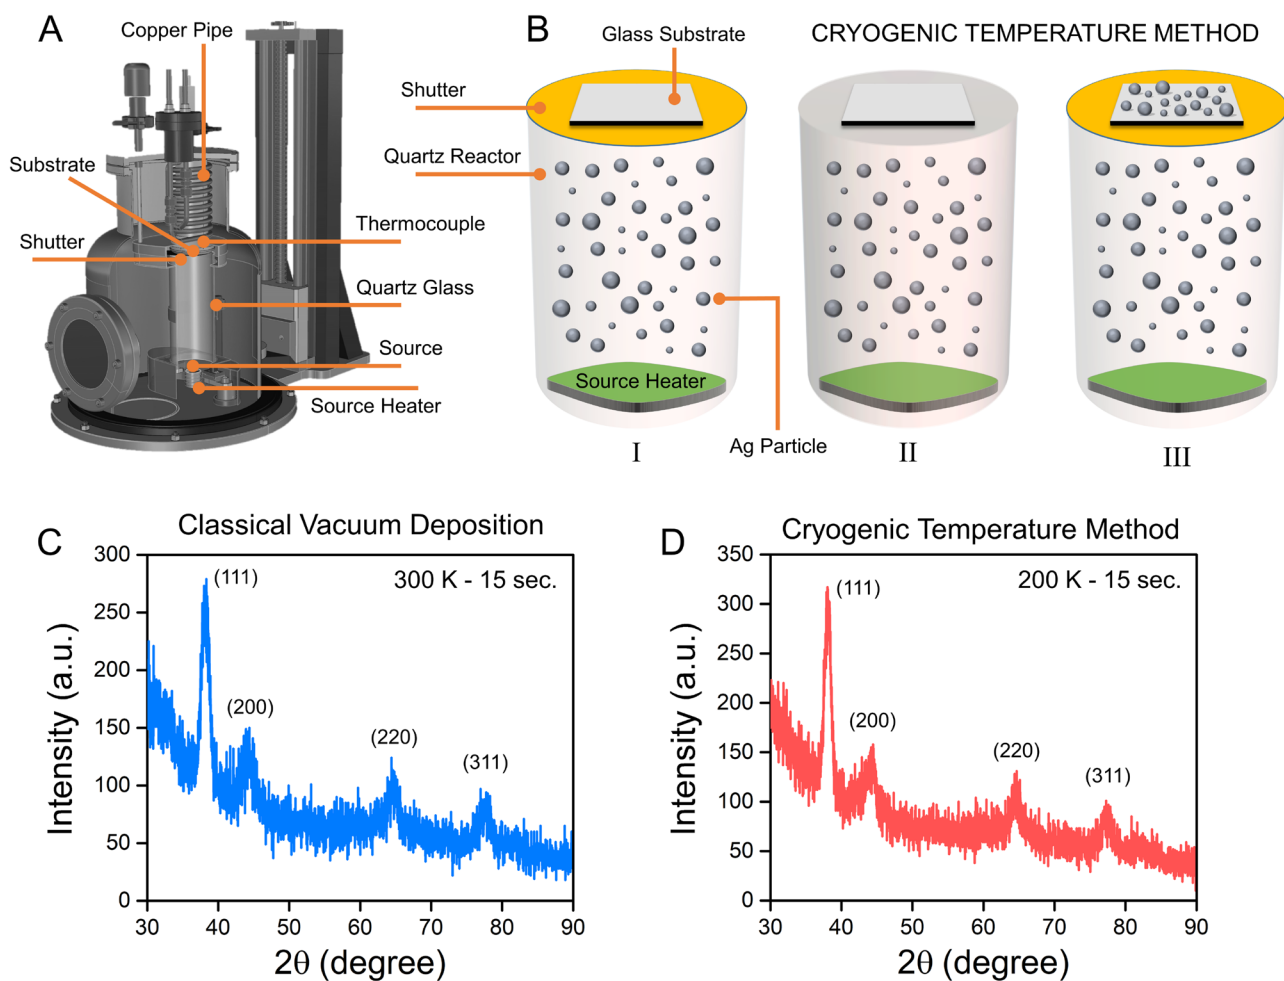 A
Copper Pipe
Substrate
Shutter
Thermocouple
Quartz Glass
Source
Source Heater
B
Glass Substrate
CRYOGENIC TEMPERATURE METHOD
Shutter
Quartz Reactor
Source Heater
Ag Particle
I
II
III
C
Classical Vacuum Deposition
300 K - 15 sec.
(111)
(200)
(220)
(311)
Intensity (a.u.)
300
250
200
150
100
50
0
30 40 50 60 70 80 90
2θ (degree)
D
Cryogenic Temperature Method
200 K - 15 sec.
(111)
(200)
(220)
(311)
Intensity (a.u.)
350
300
250
200
150
100
50
0
30 40 50 60 70 80 90
2θ (degree)